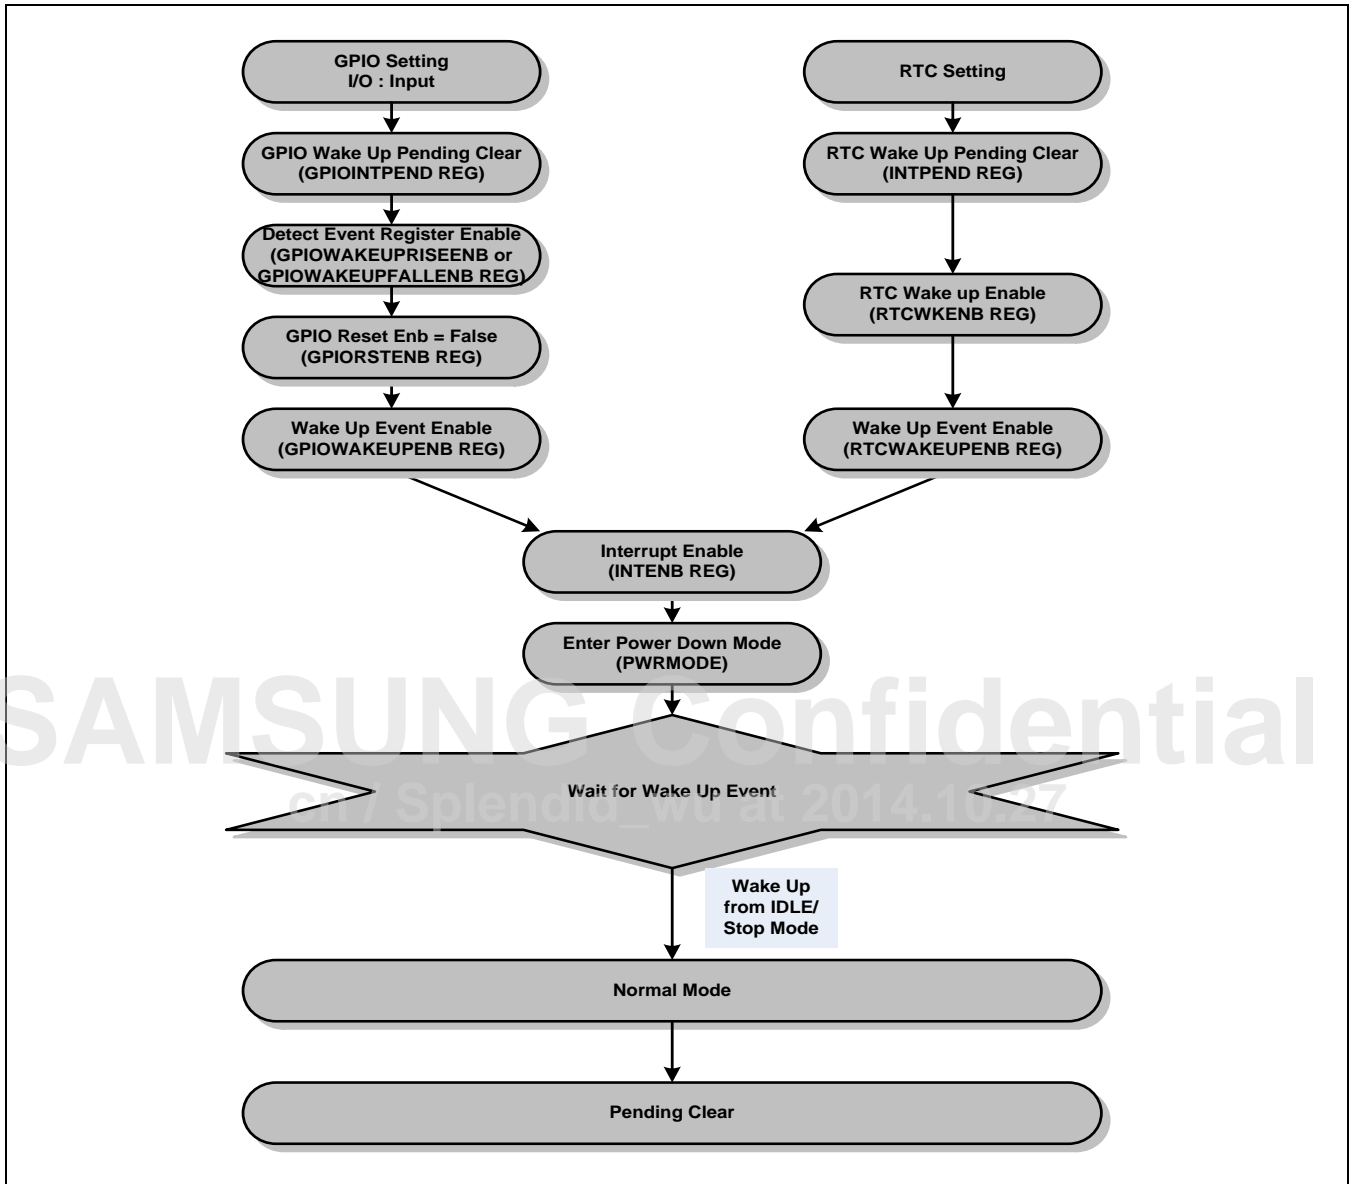 GPIO Setting
I/O : Input
GPIO Wake Up Pending Clear
(GPIOINTPEND REG)
Detect Event Register Enable
(GPIOWAKEUPRISEENB or
GPIOWAKEUPFALLENB REG)
GPIO Reset Enb = False
(GPIORSTENB REG)
Wake Up Event Enable
(GPIOWAKEUPENB REG)
RTC Setting
RTC Wake Up Pending Clear
(INTPEND REG)
RTC Wake up Enable
(RTCWKENB REG)
Wake Up Event Enable
(RTCWAKEUPENB REG)
Interrupt Enable
(INTENB REG)
Enter Power Down Mode
(PWRMODE)
SAMSUNG Confidential
cn / Splendid_wu at 2014.10.27
Wait for Wake Up Event
Wake Up
from IDLE/
Stop Mode
Normal Mode
Pending Clear